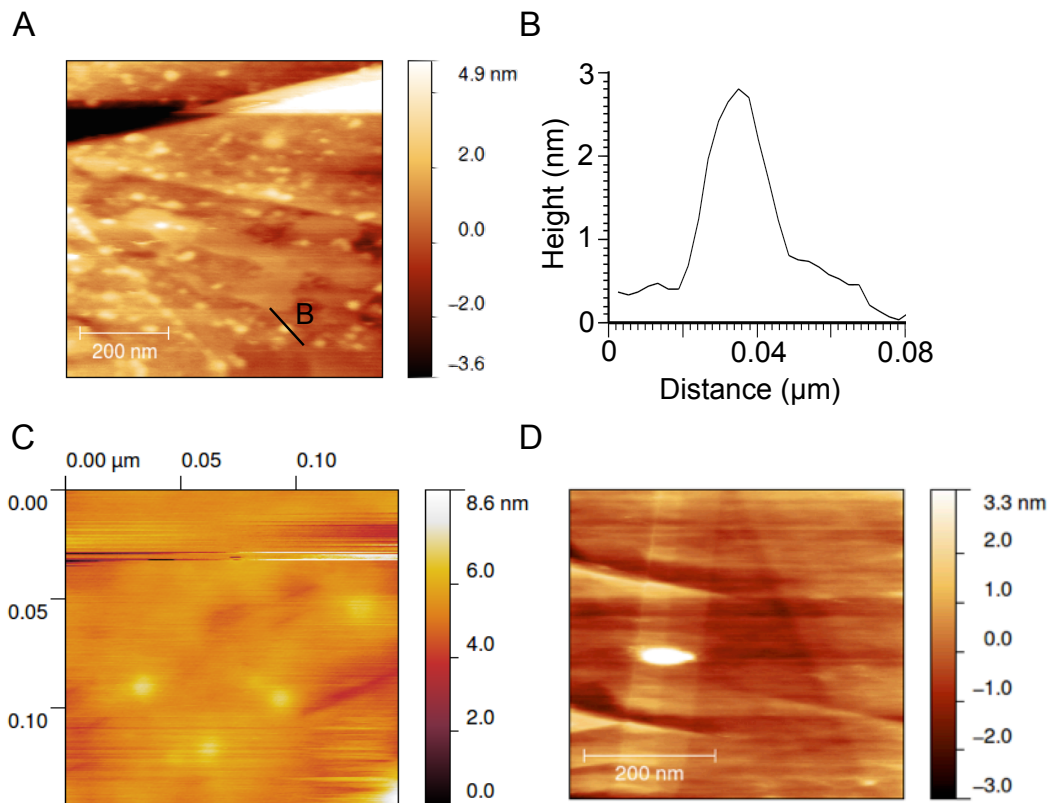 A
4.9 nm
2.0
0.0
−2.0
−3.6
B
200 nm
B
3
2
1
0
Height (nm)
0
0.04
0.08
Distance (µm)
C
0.00 µm
0.05
0.10
0.00
0.05
0.10
8.6 nm
6.0
4.0
2.0
0.0
D
200 nm
3.3 nm
2.0
1.0
0.0
−1.0
−2.0
−3.0